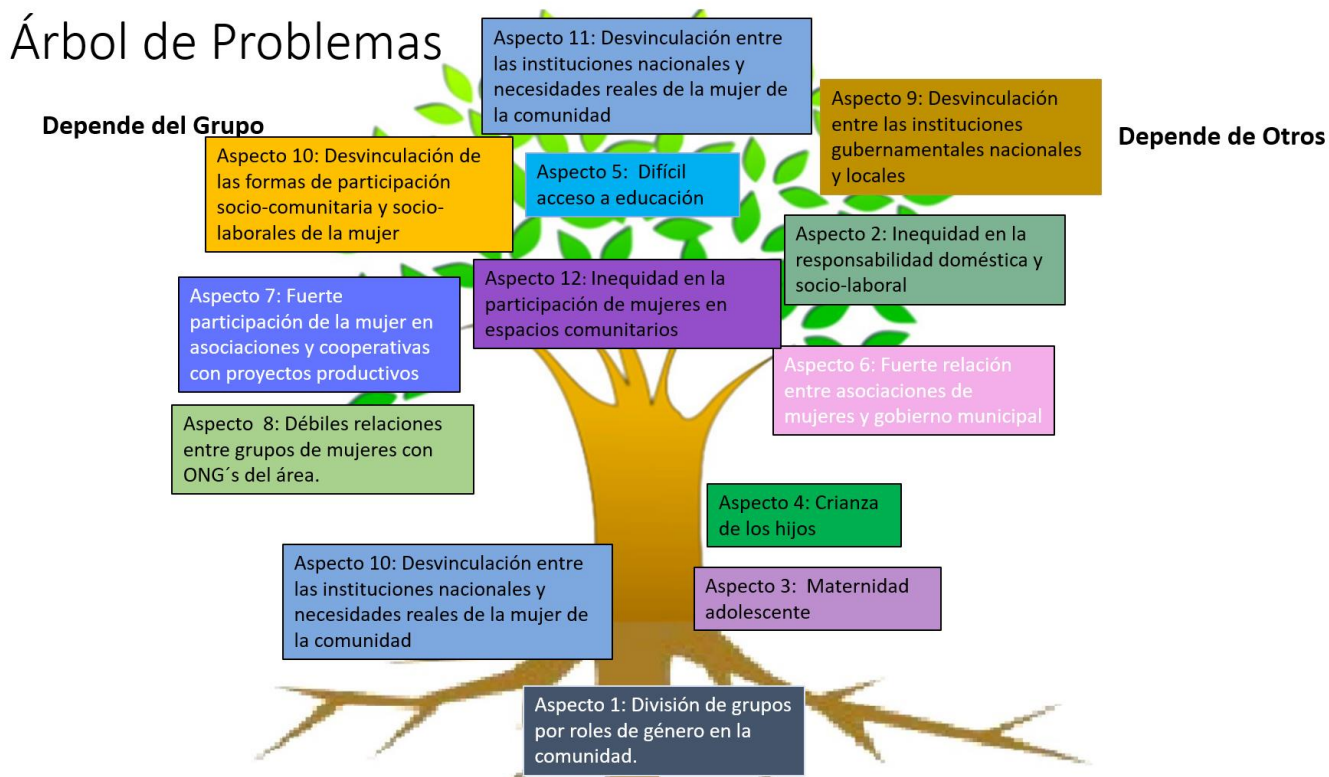 Árbol de Problemas
Aspecto 11: Desvinculación entre
las instituciones nacionales y
necesidades reales de la mujer de
la comunidad
Aspecto 9: Desvinculación
entre las instituciones
gubernamentales nacionales
y locales
Depende del Grupo
Depende de Otros
Aspecto 10: Desvinculación de
las formas de participación
socio-comunitaria y socio-
laborales de la mujer
Aspecto 5:  Difícil
acceso a educación
Aspecto 2: Inequidad en la
responsabilidad doméstica y
socio-laboral
Aspecto 12: Inequidad en la
participación de mujeres en
espacios comunitarios
Aspecto 7: Fuerte
participación de la mujer en
asociaciones y cooperativas
con proyectos productivos
Aspecto 6: Fuerte relación
entre asociaciones de
mujeres y gobierno municipal
Aspecto  8: Débiles relaciones
entre grupos de mujeres con
ONG´s del área.
Aspecto 4: Crianza
de los hijos
Aspecto 10: Desvinculación entre
las instituciones nacionales y
necesidades reales de la mujer de
la comunidad
Aspecto 3:  Maternidad
adolescente
Aspecto 1: División de grupos
por roles de género en la
comunidad.